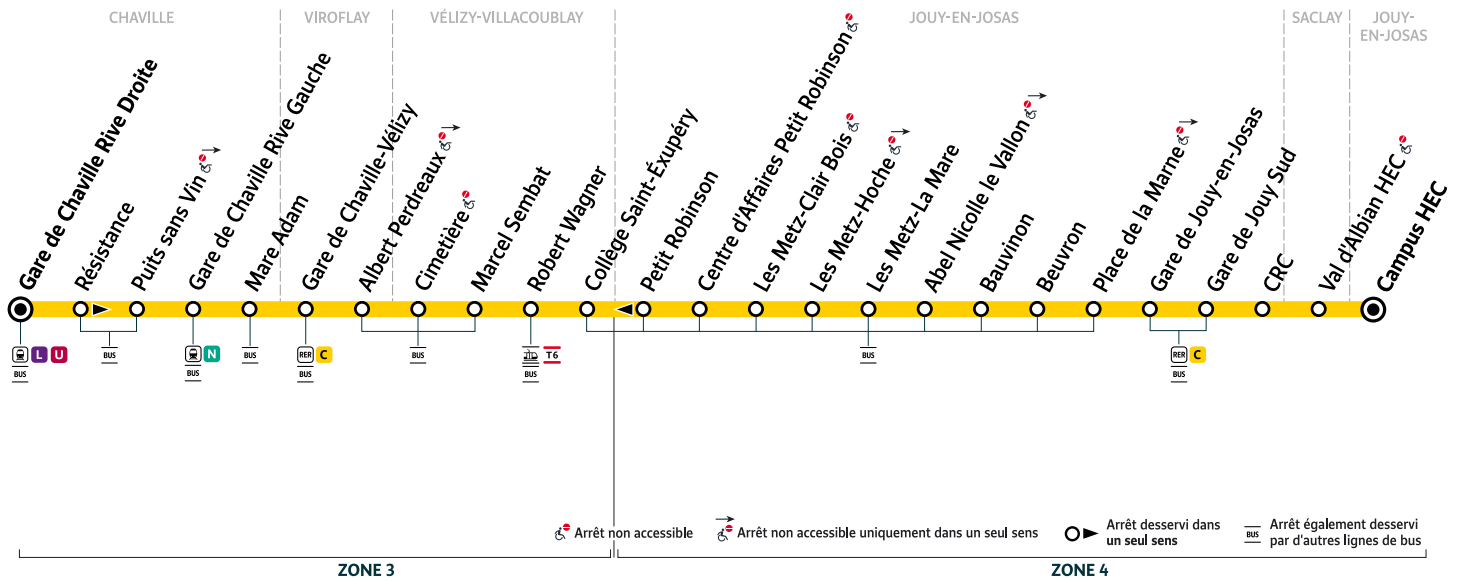 CHAVILLE
VIROFLAY
VÉLIZY-VILLACOUBLAY
JOUY-EN-JOSAS
SACLAY
JOUY-
EN-JOSAS
Gare de Chaville Rive Droite
Résistance
Puits sans Vin
Gare de Chaville Rive Gauche
Mare Adam
Gare de Chaville-Vélizy
Albert Perdreaux
Cimetière
Marcel Sembat
Robert Wagner
Collège Saint-Éxupéry
Petit Robinson
Centre d'Affaires Petit Robinson
Les Metz-Clair Bois
Les Metz-Hoche
Les Metz-La Mare
Abel Nicolle le Vallon
Bauvinon
Beuvron
Place de la Marne
Gare de Jouy-en-Josas
Gare de Jouy Sud
CRC
Val d'Albian HEC
Campus HEC
L U
BUS
BUS
N
BUS
BUS
RER C
BUS
BUS
T6
BUS
BUS
RER C
BUS
Arrêt non accessible
Arrêt non accessible uniquement dans un seul sens
Arrêt desservi dans
un seul sens
BUS
Arrêt également desservi
par d'autres lignes de bus
ZONE 3
ZONE 4